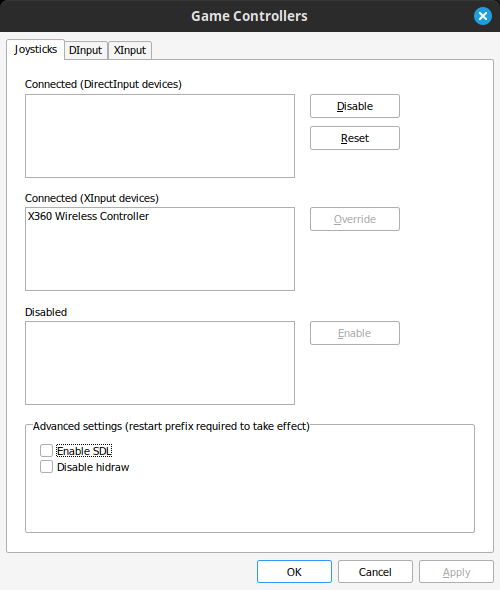 Game Controllers
Joysticks DInput XInput
Connected (DirectInput devices)
Disable
Reset
Connected (XInput devices)
X360 Wireless Controller
Override
Disabled
Enable
Advanced settings (restart prefix required to take effect)
Enable SDL
Disable hidraw
OK Cancel Apply